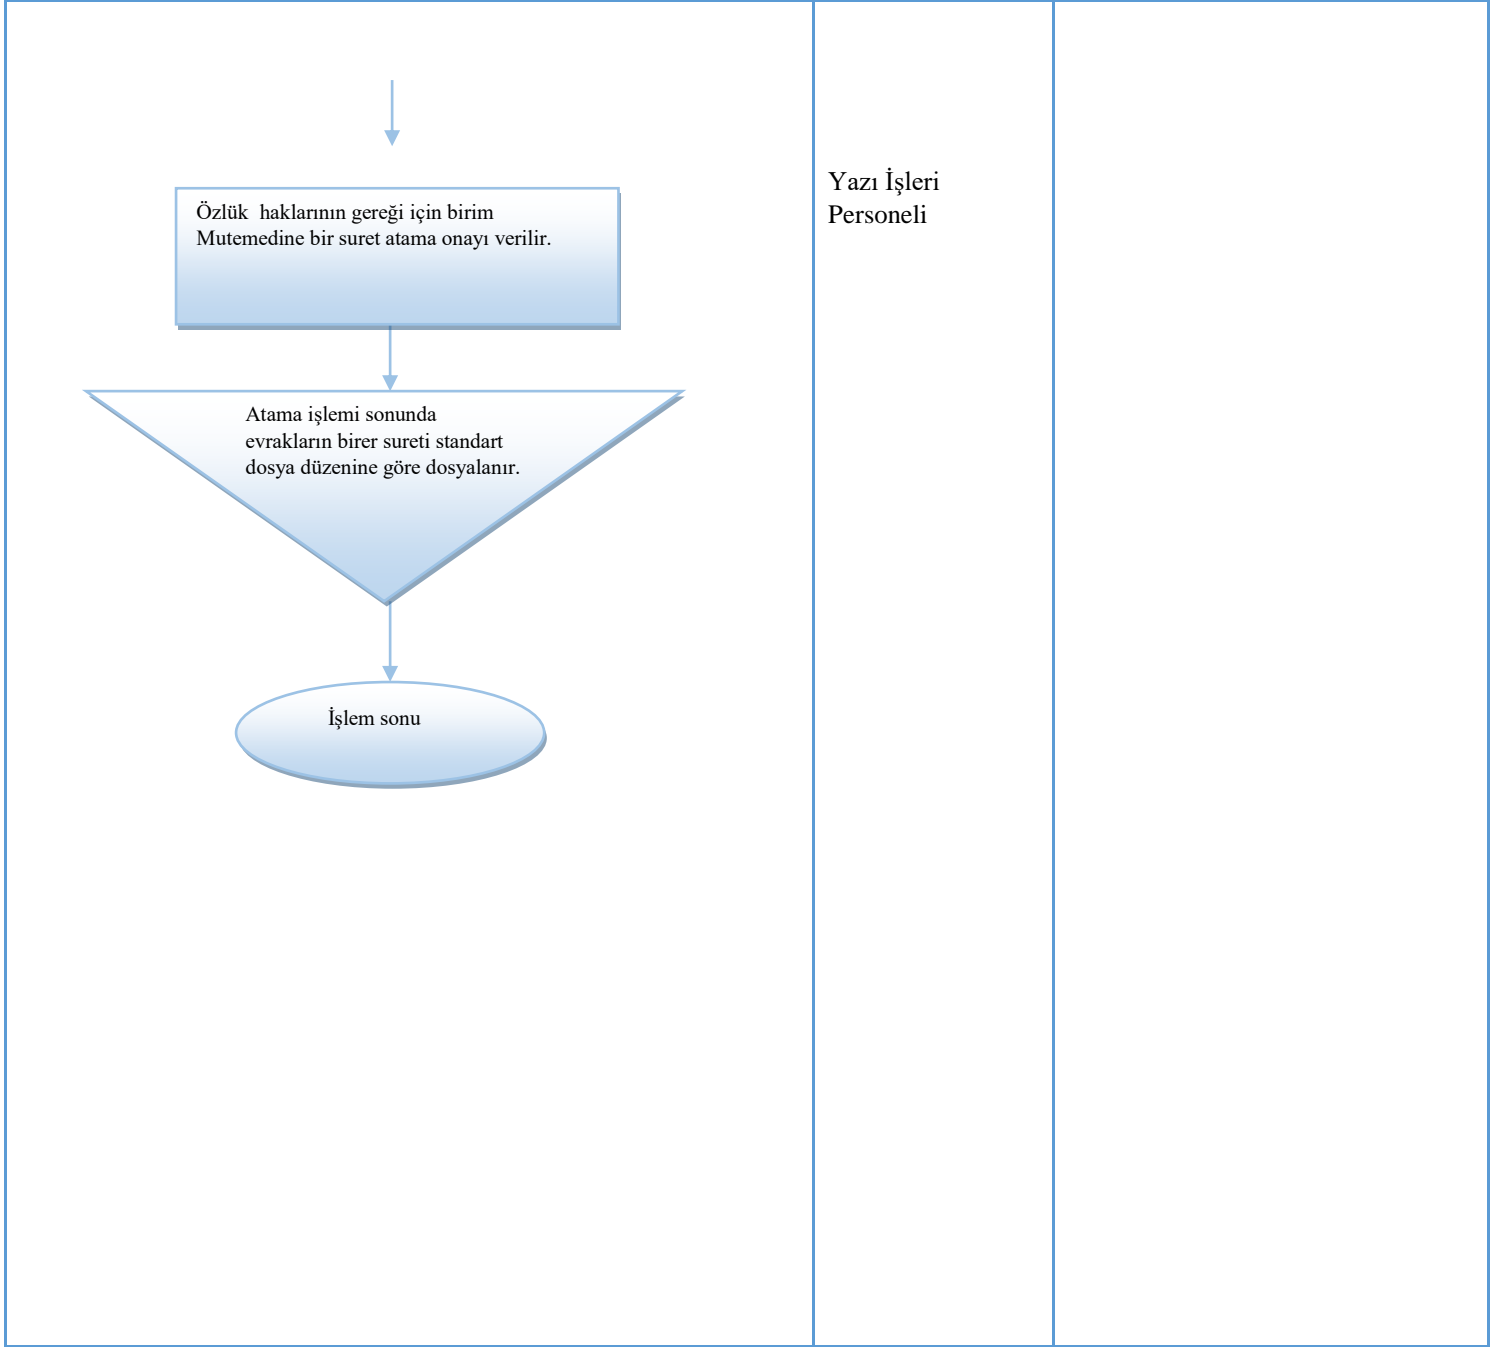 Özlük  haklarının gereği için birim
Mutemedine bir suret atama onayı verilir.
Atama işlemi sonunda
evrakların birer sureti standart
dosya düzenine göre dosyalanır.
İşlem sonu
Yazı İşleri
Personeli